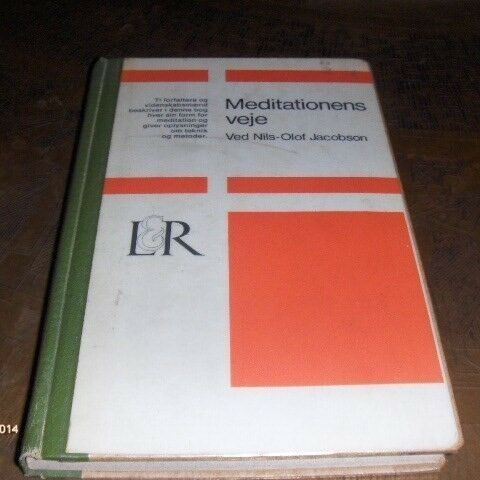 Ti forfattere og
videnskabsmænd
beskriver i denne bog
hver sin form for
meditation og
giver oplysninger
om teknik
og metoder.
Meditationens
veje
Ved Nils-Olof Jacobson
L&R
014